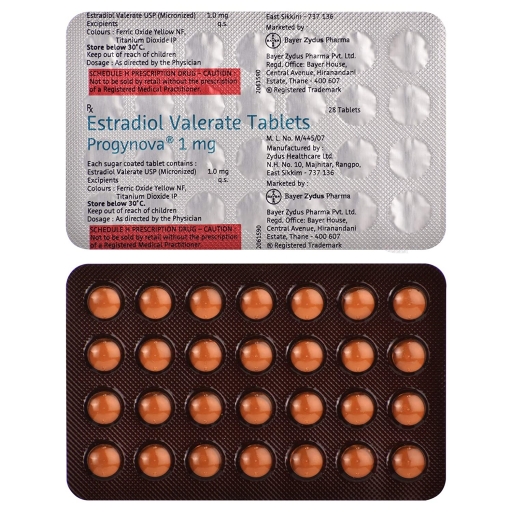 Estradiol Valerate USP (Micronized) 1.0 mg
Excipients q.s.
Colours : Ferric Oxide Yellow NF,
Titanium Dioxide IP
Store below 30°C.
Keep out of reach of children
Dosage : As directed by the Physician
SCHEDULE H PRESCRIPTION DRUG – CAUTION :
Not to be sold by retail without the prescription
of a Registered Medical Practitioner.
East Sikkim - 737 136
Marketed by :
BAYER
Bayer Zydus Pharma
Bayer Zydus Pharma Pvt. Ltd.
Regd. Office: Bayer House,
Central Avenue, Hiranandani
Estate, Thane - 400 607
® Registered Trademark
2061590
28 Tablets
Rx
Estradiol Valerate Tablets
Progynova® 1 mg
Each sugar coated tablet contains :
Estradiol Valerate USP (Micronized) 1.0 mg
Excipients q.s.
Colours : Ferric Oxide Yellow NF,
Titanium Dioxide IP
Store below 30°C.
Keep out of reach of children
Dosage : As directed by the Physician
SCHEDULE H PRESCRIPTION DRUG – CAUTION :
Not to be sold by retail without the prescription
of a Registered Medical Practitioner.
M. L. No. M/445/07
Manufactured by :
Zydus Healthcare Ltd.
N.H. No. 10, Majhitar, Rangpo,
East Sikkim - 737 136
Marketed by :
BAYER
Bayer Zydus Pharma
Bayer Zydus Pharma Pvt. Ltd.
Regd. Office: Bayer House,
Central Avenue, Hiranandani
Estate, Thane - 400 607
® Registered Trademark
2061590